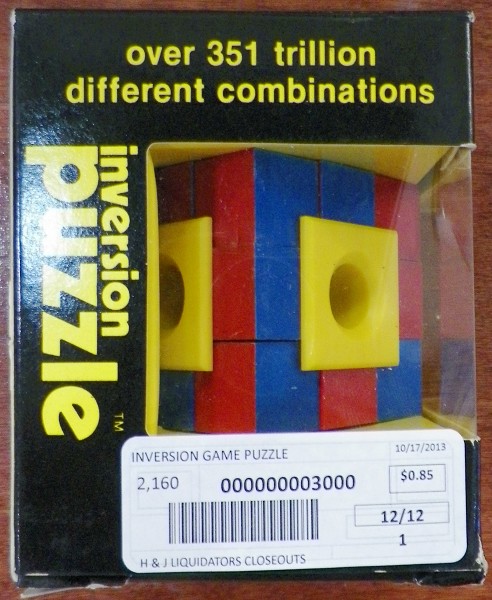 over 351 trillion
different combinations
inversion
puzzle
TM
INVERSION GAME PUZZLE
10/17/2013
2,160
000000003000
$0.85
12/12
1
H & J LIQUIDATORS CLOSEOUTS